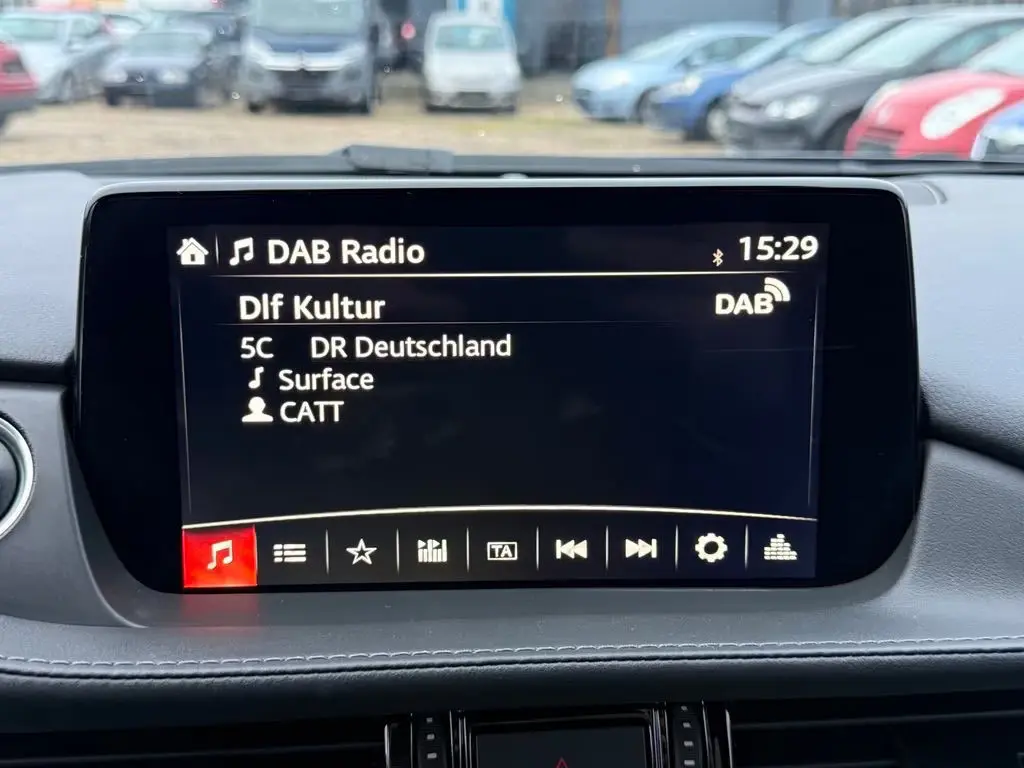 DAB Radio 15:29
Dlf Kultur DAB
5C DR Deutschland
Surface
CATT
TA